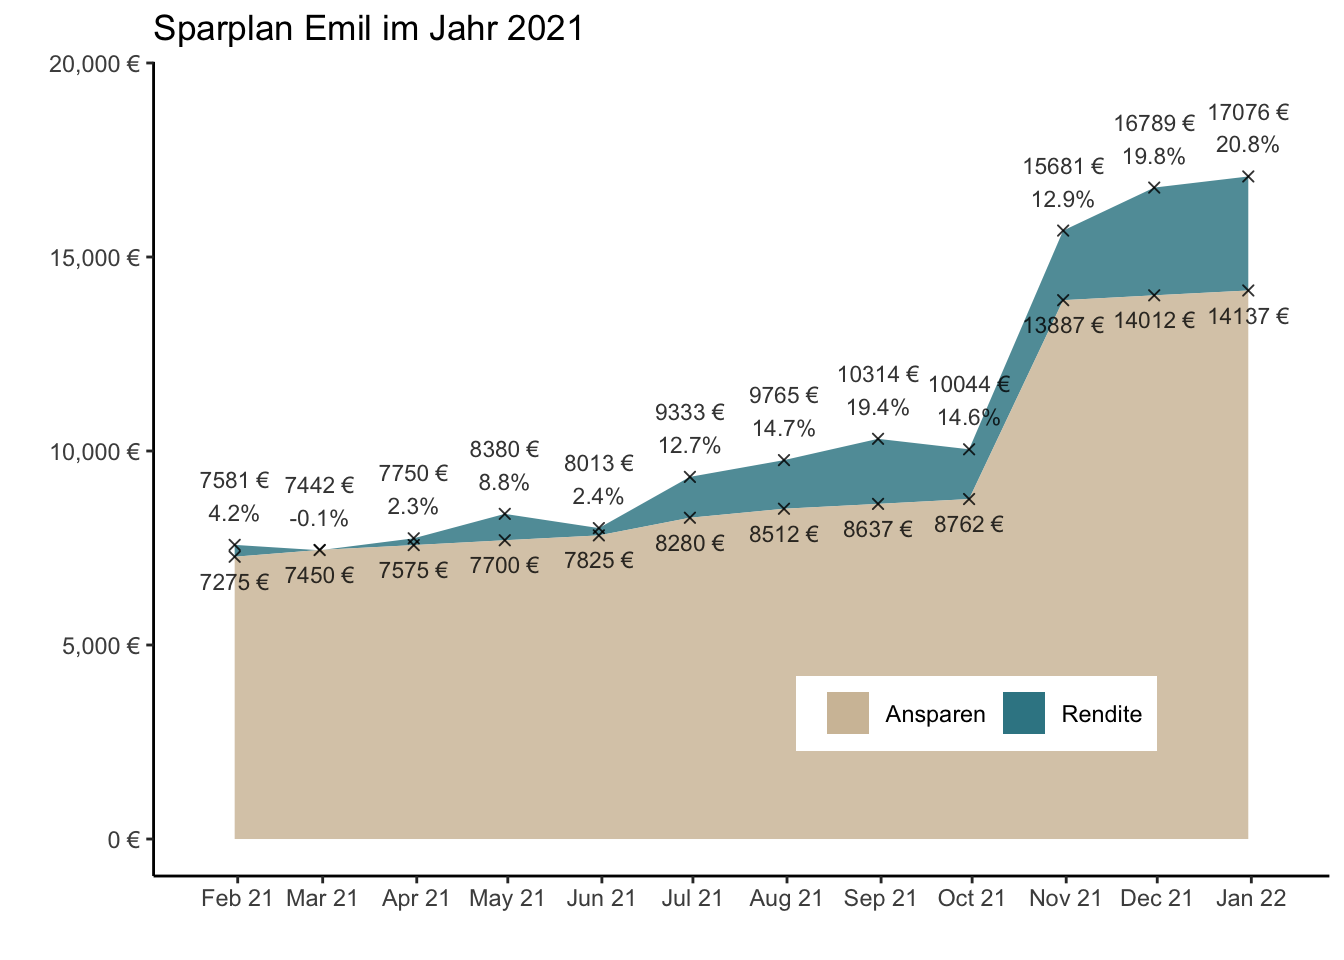 Sparplan Emil im Jahr 2021
20,000 €
15,000 €
10,000 €
5,000 €
0 €
7581 €
4.2%
7442 €
-0.1%
7750 €
2.3%
8380 €
8.8%
8013 €
2.4%
9333 €
12.7%
9765 €
14.7%
10314 €
19.4%
10044 €
14.6%
15681 €
12.9%
16789 €
19.8%
17076 €
20.8%
7275 €
7450 €
7575 €
7700 €
7825 €
8280 €
8512 €
8637 €
8762 €
13887 €
14012 €
14137 €
Ansparen
Rendite
Feb 21
Mar 21
Apr 21
May 21
Jun 21
Jul 21
Aug 21
Sep 21
Oct 21
Nov 21
Dec 21
Jan 22